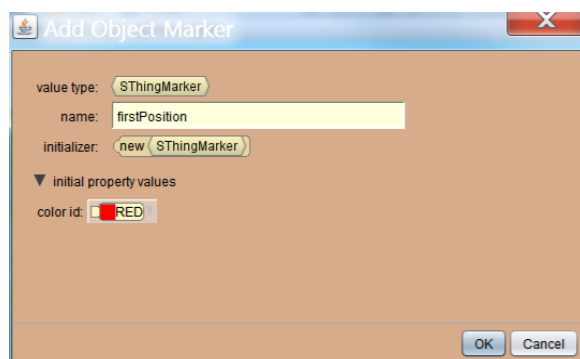 Add Object Marker
X
value type: SThingMarker
name: firstPosition
initializer: new SThingMarker
initial property values
color id: RED
OK Cancel